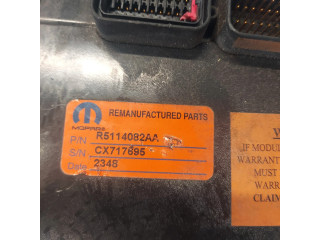 MOPAR®
REMANUFACTURED PARTS
P/N R5114082AA
S/N CX717695
Date 2348
IF MODUL
WARRANT
MUST
WARR
CLAIM